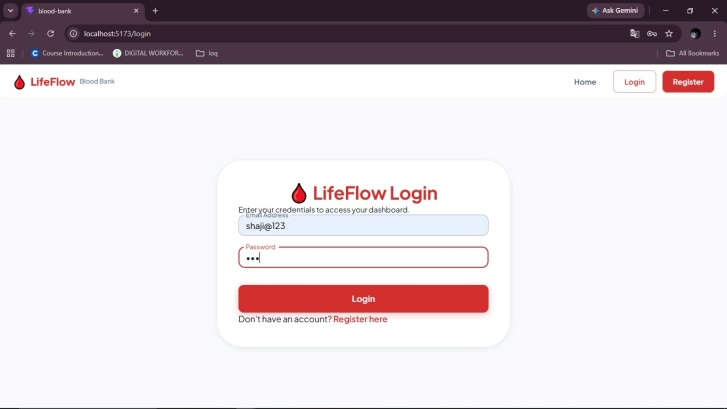 blood-bank
Ask Gemini
localhost:5173/login
Course Introduction...
DIGITAL WORKFOR...
loq
All Bookmarks
LifeFlow Blood Bank
Home
Login
Register
LifeFlow Login
Enter your credentials to access your dashboard.
Email Address
shaji@123
Password
•••
Login
Don't have an account? Register here